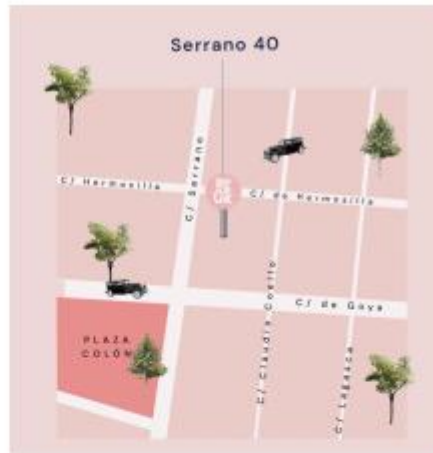 Serrano 40
C/ Serrano
C/ Hermosilla
C/ de Hermosilla
C/ de Goya
C/ Claudio Coello
C/ Lagasca
PLAZA
COLÓN